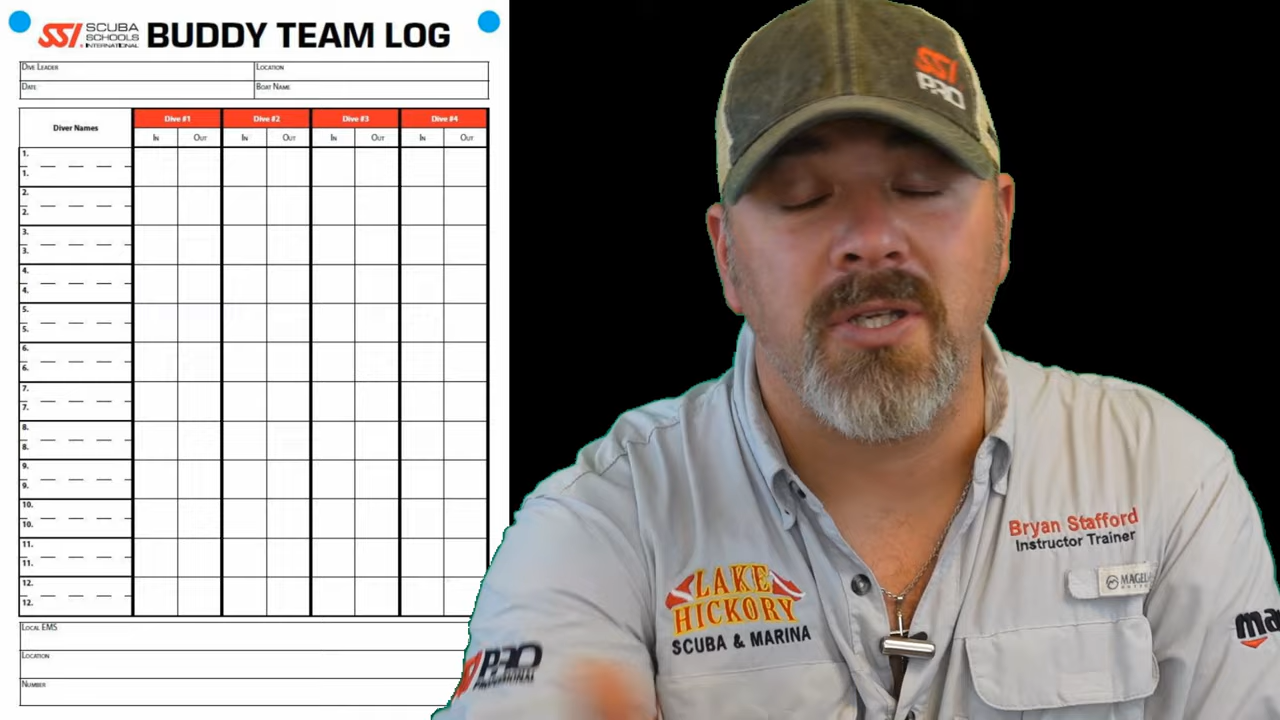 SSI SCUBA
SCHOOLS
INTERNATIONAL
BUDDY TEAM LOG
DIVE LEADER LOCATION
DATE BOAT NAME
Diver Names Dive #1 Dive #2 Dive #3 Dive #4
IN OUT IN OUT IN OUT IN OUT
1.
1.
2.
2.
3.
3.
4.
4.
5.
5.
6.
6.
7.
7.
8.
8.
9.
9.
10.
10.
11.
11.
12.
12.
LOCAL EMS
LOCATION
NUMBER
SSI
PRO
Bryan Stafford
Instructor Trainer
LAKE
HICKORY
SCUBA & MARINA
PRO